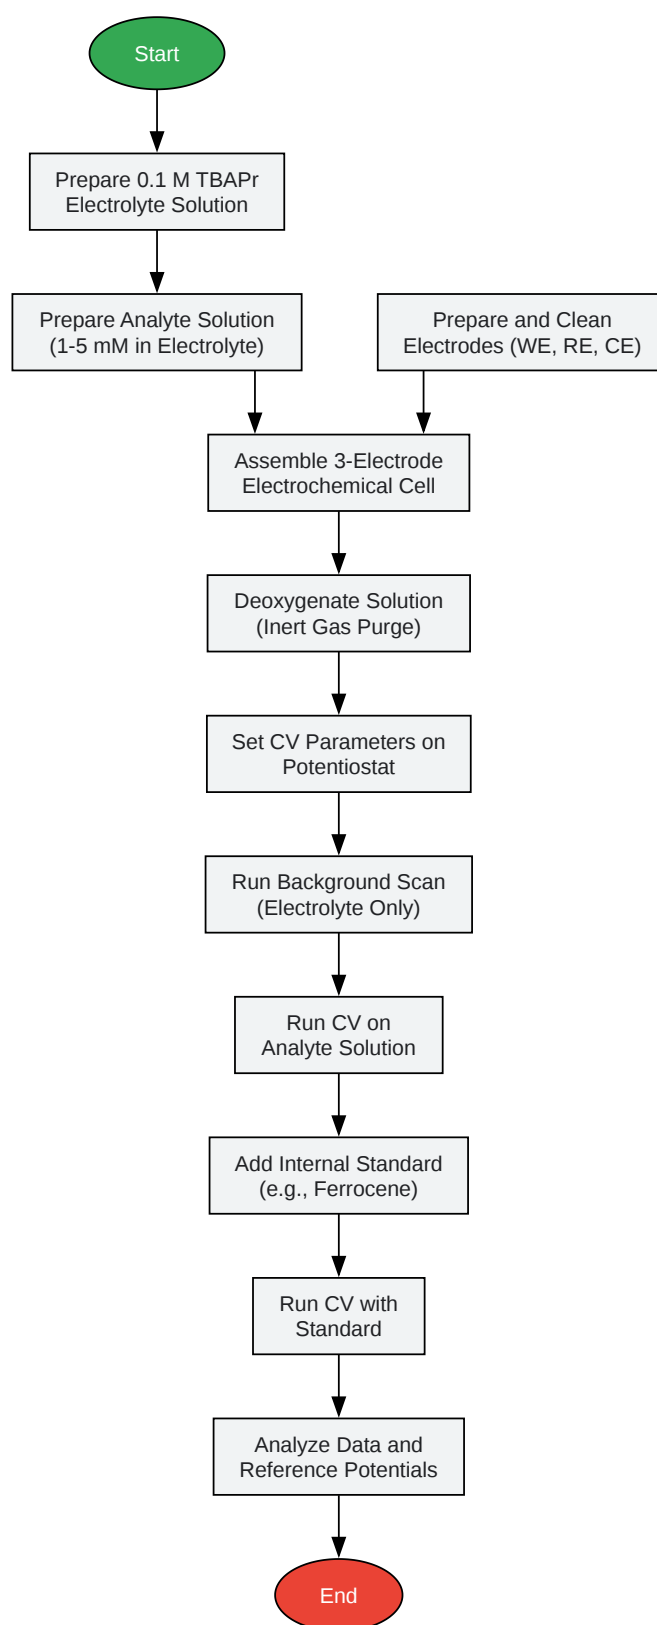 Start
Prepare 0.1 M TBAPr
Electrolyte Solution
Prepare Analyte Solution
(1-5 mM in Electrolyte)
Prepare and Clean
Electrodes (WE, RE, CE)
Assemble 3-Electrode
Electrochemical Cell
Deoxygenate Solution
(Inert Gas Purge)
Set CV Parameters on
Potentiostat
Run Background Scan
(Electrolyte Only)
Run CV on
Analyte Solution
Add Internal Standard
(e.g., Ferrocene)
Run CV with
Standard
Analyze Data and
Reference Potentials
End